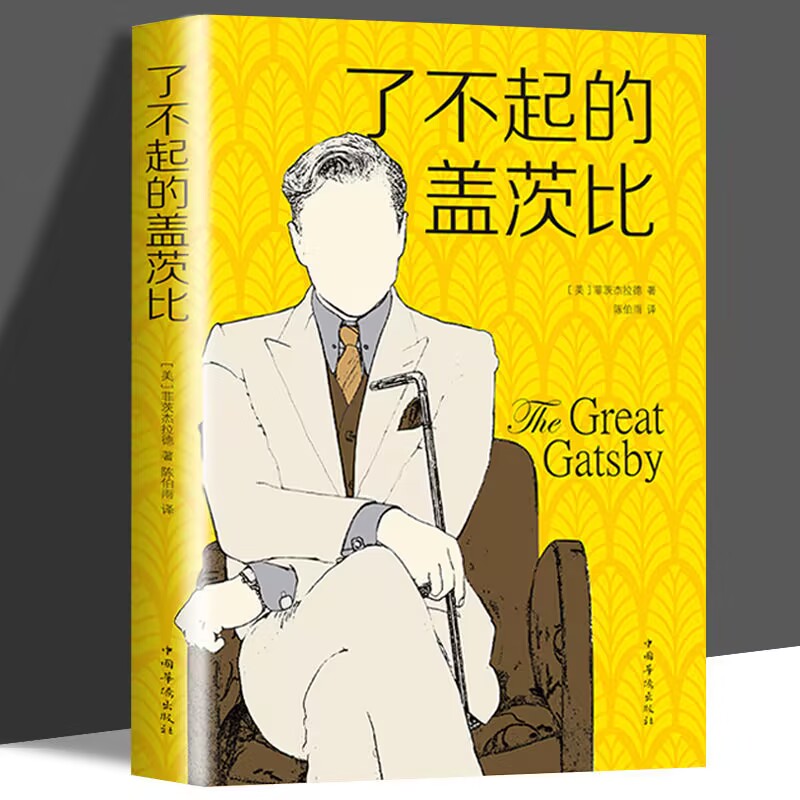 了不起的盖茨比
[美]菲茨杰拉德 著 陈伯雨 译
中国华侨出版社
了不起的
盖茨比
[美]菲茨杰拉德 著
陈伯雨 译
The Great
Gatsby
中国华侨出版社